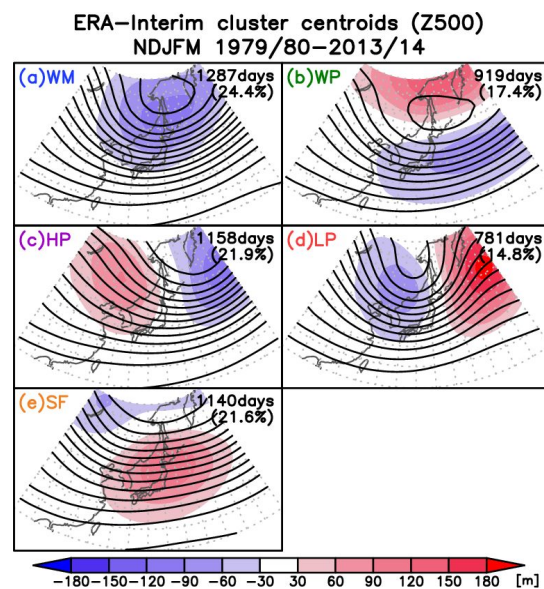 ERA-Interim cluster centroids (Z500)
NDJFM 1979/80-2013/14
(a)WM 1287days
(24.4%)
(b)WP 919days
(17.4%)
(c)HP 1158days
(21.9%)
(d)LP 781days
(14.8%)
(e)SF 1140days
(21.6%)
-180 -150 -120 -90 -60 -30 30 60 90 120 150 180 [m]